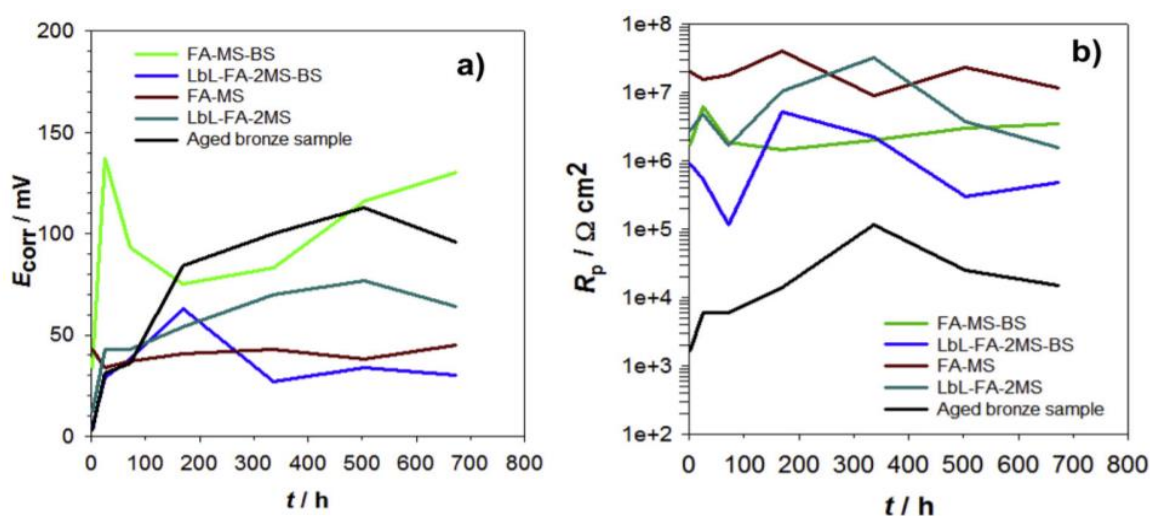 a)
FA-MS-BS
LbL-FA-2MS-BS
FA-MS
LbL-FA-2MS
Aged bronze sample
200
150
100
50
0
0 100 200 300 400 500 600 700 800
Ecorr / mV
t / h
b)
1e+8
1e+7
1e+6
1e+5
1e+4
1e+3
1e+2
FA-MS-BS
LbL-FA-2MS-BS
FA-MS
LbL-FA-2MS
Aged bronze sample
0 100 200 300 400 500 600 700 800
Rp / Ω cm2
t / h